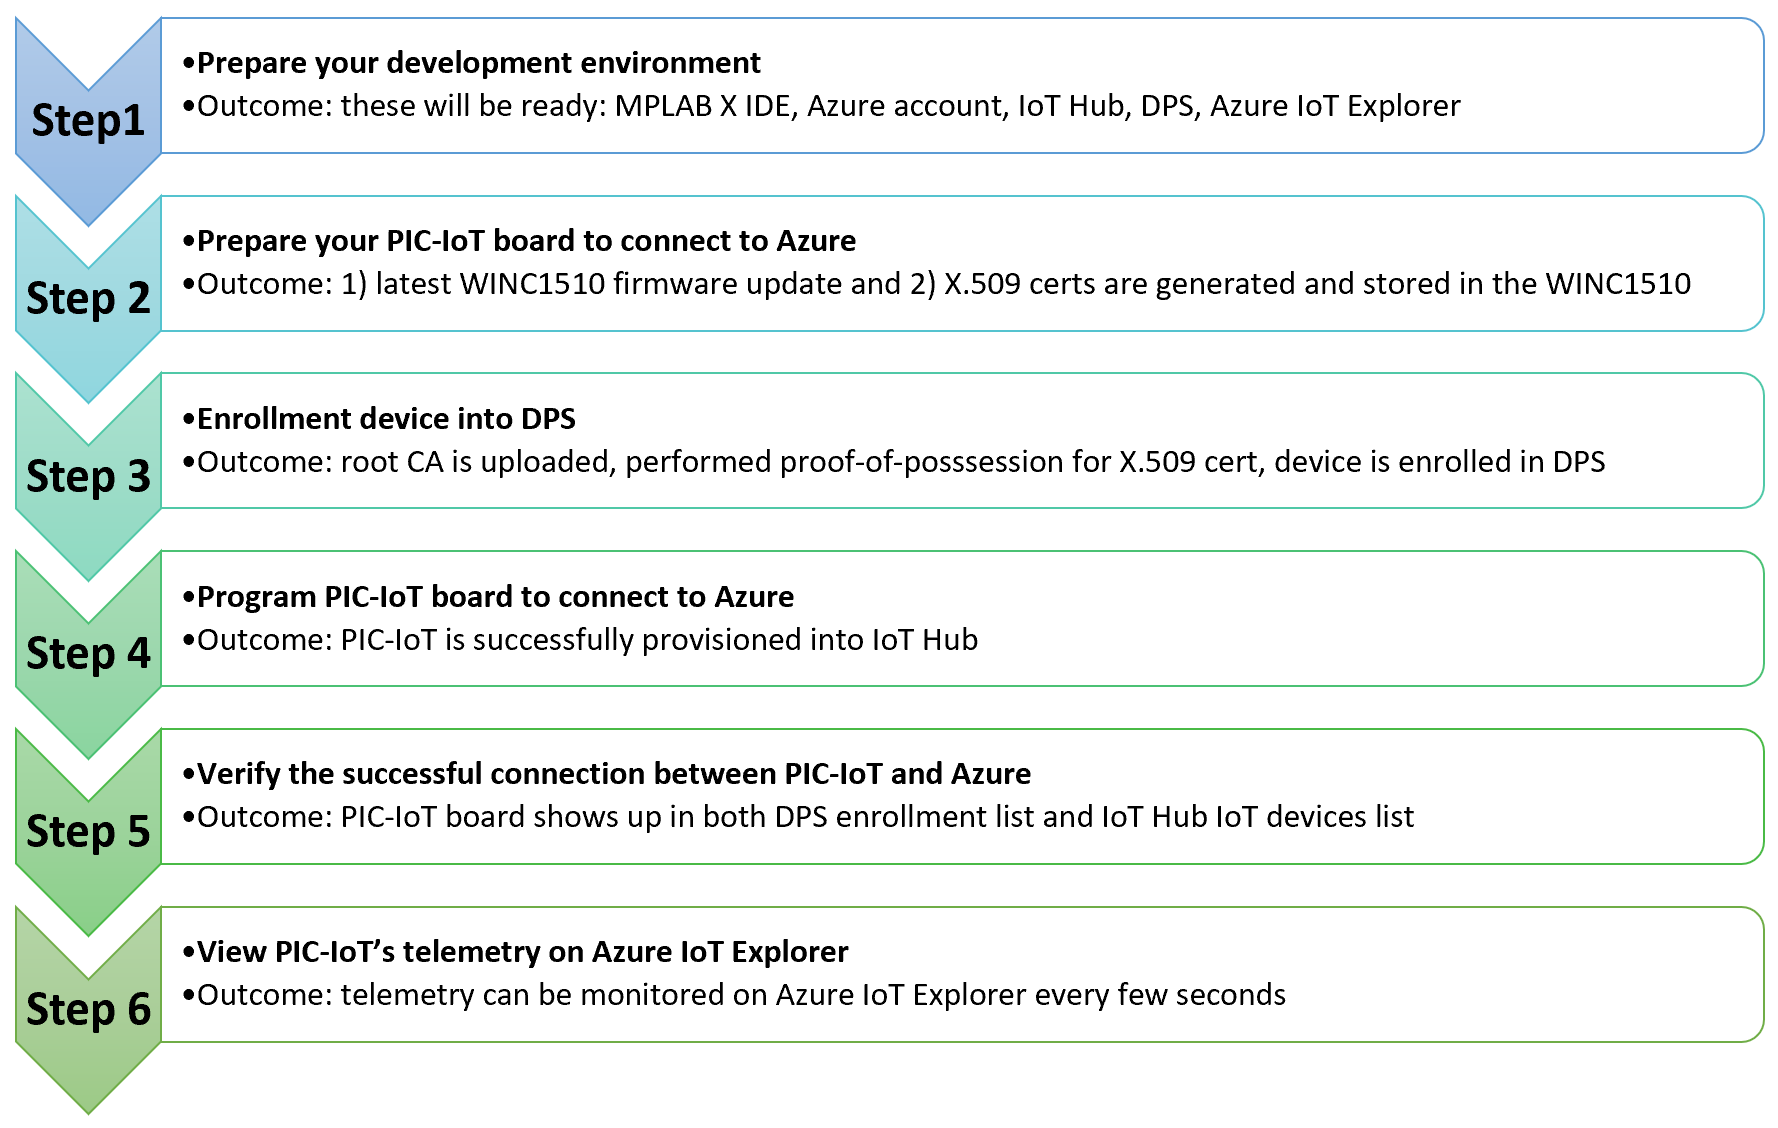 Step1
•Prepare your development environment
•Outcome: these will be ready: MPLAB X IDE, Azure account, IoT Hub, DPS, Azure IoT Explorer
Step 2
•Prepare your PIC-IoT board to connect to Azure
•Outcome: 1) latest WINC1510 firmware update and 2) X.509 certs are generated and stored in the WINC1510
Step 3
•Enrollment device into DPS
•Outcome: root CA is uploaded, performed proof-of-posssession for X.509 cert, device is enrolled in DPS
Step 4
•Program PIC-IoT board to connect to Azure
•Outcome: PIC-IoT is successfully provisioned into IoT Hub
Step 5
•Verify the successful connection between PIC-IoT and Azure
•Outcome: PIC-IoT board shows up in both DPS enrollment list and IoT Hub IoT devices list
Step 6
•View PIC-IoT’s telemetry on Azure IoT Explorer
•Outcome: telemetry can be monitored on Azure IoT Explorer every few seconds